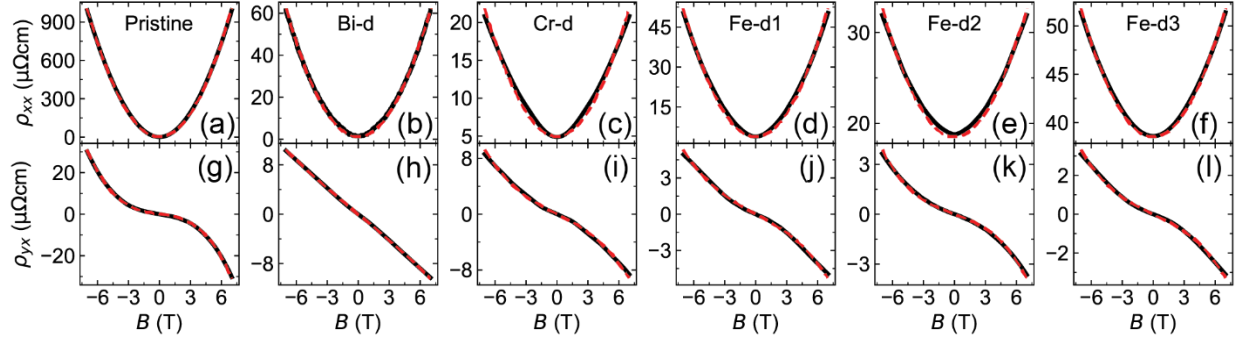 Pristine
Bi-d
Cr-d
Fe-d1
Fe-d2
Fe-d3
ρxx (μΩcm)
900
600
300
0
(a)
60
40
20
0
(b)
20
15
10
5
(c)
45
30
15
(d)
30
20
(e)
50
45
40
(f)
ρyx (μΩcm)
20
0
−20
(g)
8
4
0
−4
−8
(h)
8
0
−8
(i)
3
0
−3
(j)
3
0
−3
(k)
2
0
−2
(l)
−6 −3 0 3 6
−6 −3 0 3 6
−6 −3 0 3 6
−6 −3 0 3 6
−6 −3 0 3 6
−6 −3 0 3 6
B (T)
B (T)
B (T)
B (T)
B (T)
B (T)